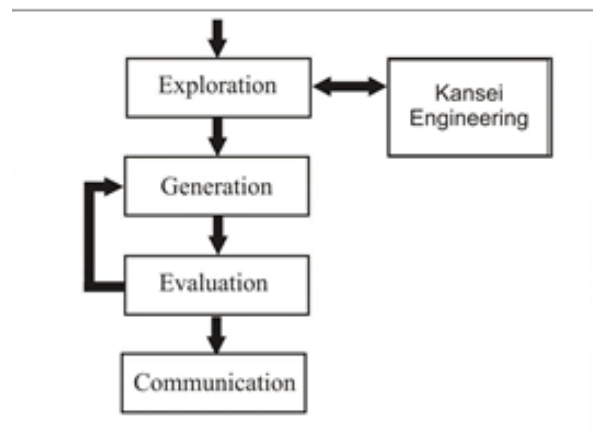 Exploration
Kansei
Engineering
Generation
Evaluation
Communication